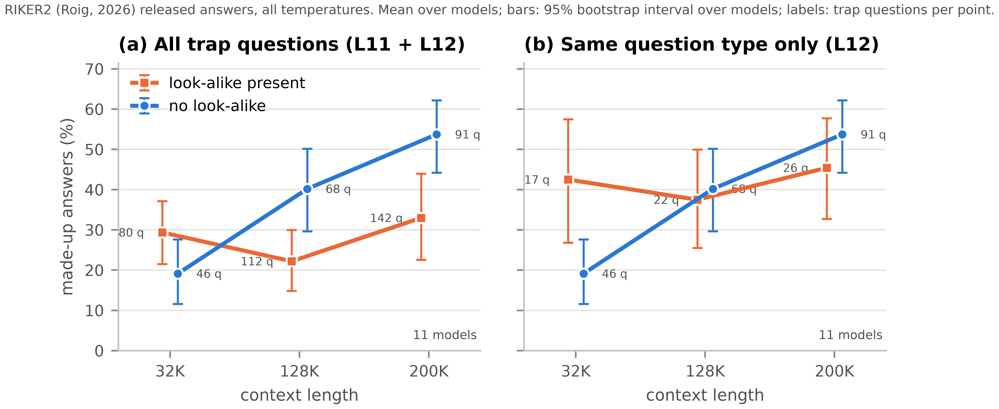 RIKER2 (Roig, 2026) released answers, all temperatures. Mean over models; bars: 95% bootstrap interval over models; labels: trap questions per point.
(a) All trap questions (L11 + L12)
made-up answers (%)
70
60
50
40
30
20
10
0
look-alike present
no look-alike
80 q
46 q
112 q
68 q
142 q
91 q
11 models
32K
128K
200K
context length
(b) Same question type only (L12)
17 q
46 q
22 q
68 q
26 q
91 q
11 models
32K
128K
200K
context length